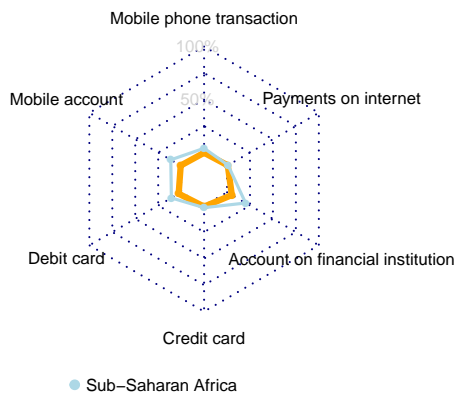 Mobile phone transaction
100%
Mobile account
50%
Payments on internet
Debit card
Account on financial institution
Credit card
Sub−Saharan Africa